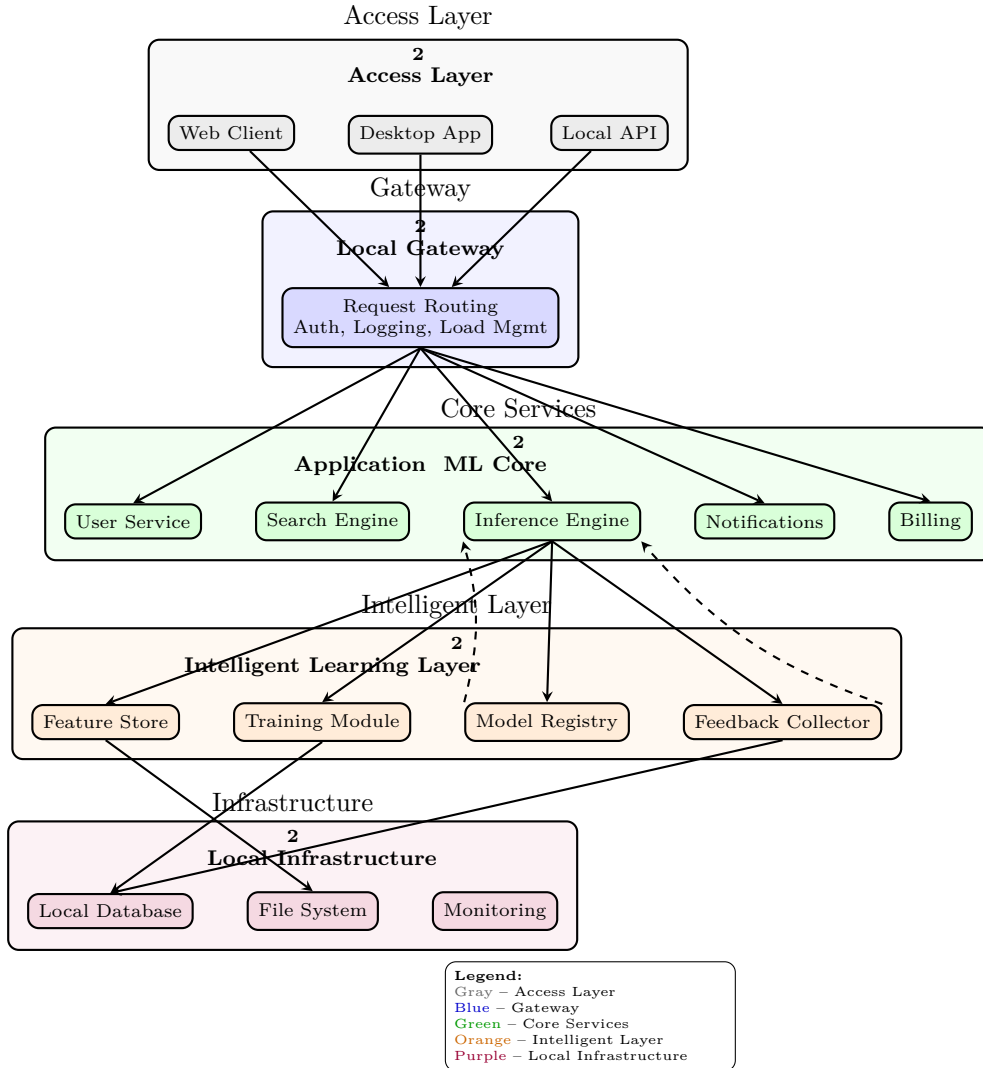 Access Layer
2
Access Layer
Web Client
Desktop App
Local API
Gateway
2
Local Gateway
Request Routing
Auth, Logging, Load Mgmt
Core Services
2
Application  ML Core
User Service
Search Engine
Inference Engine
Notifications
Billing
Intelligent Layer
2
Intelligent Learning Layer
Feature Store
Training Module
Model Registry
Feedback Collector
Infrastructure
2
Local Infrastructure
Local Database
File System
Monitoring
Legend:
Gray – Access Layer
Blue – Gateway
Green – Core Services
Orange – Intelligent Layer
Purple – Local Infrastructure